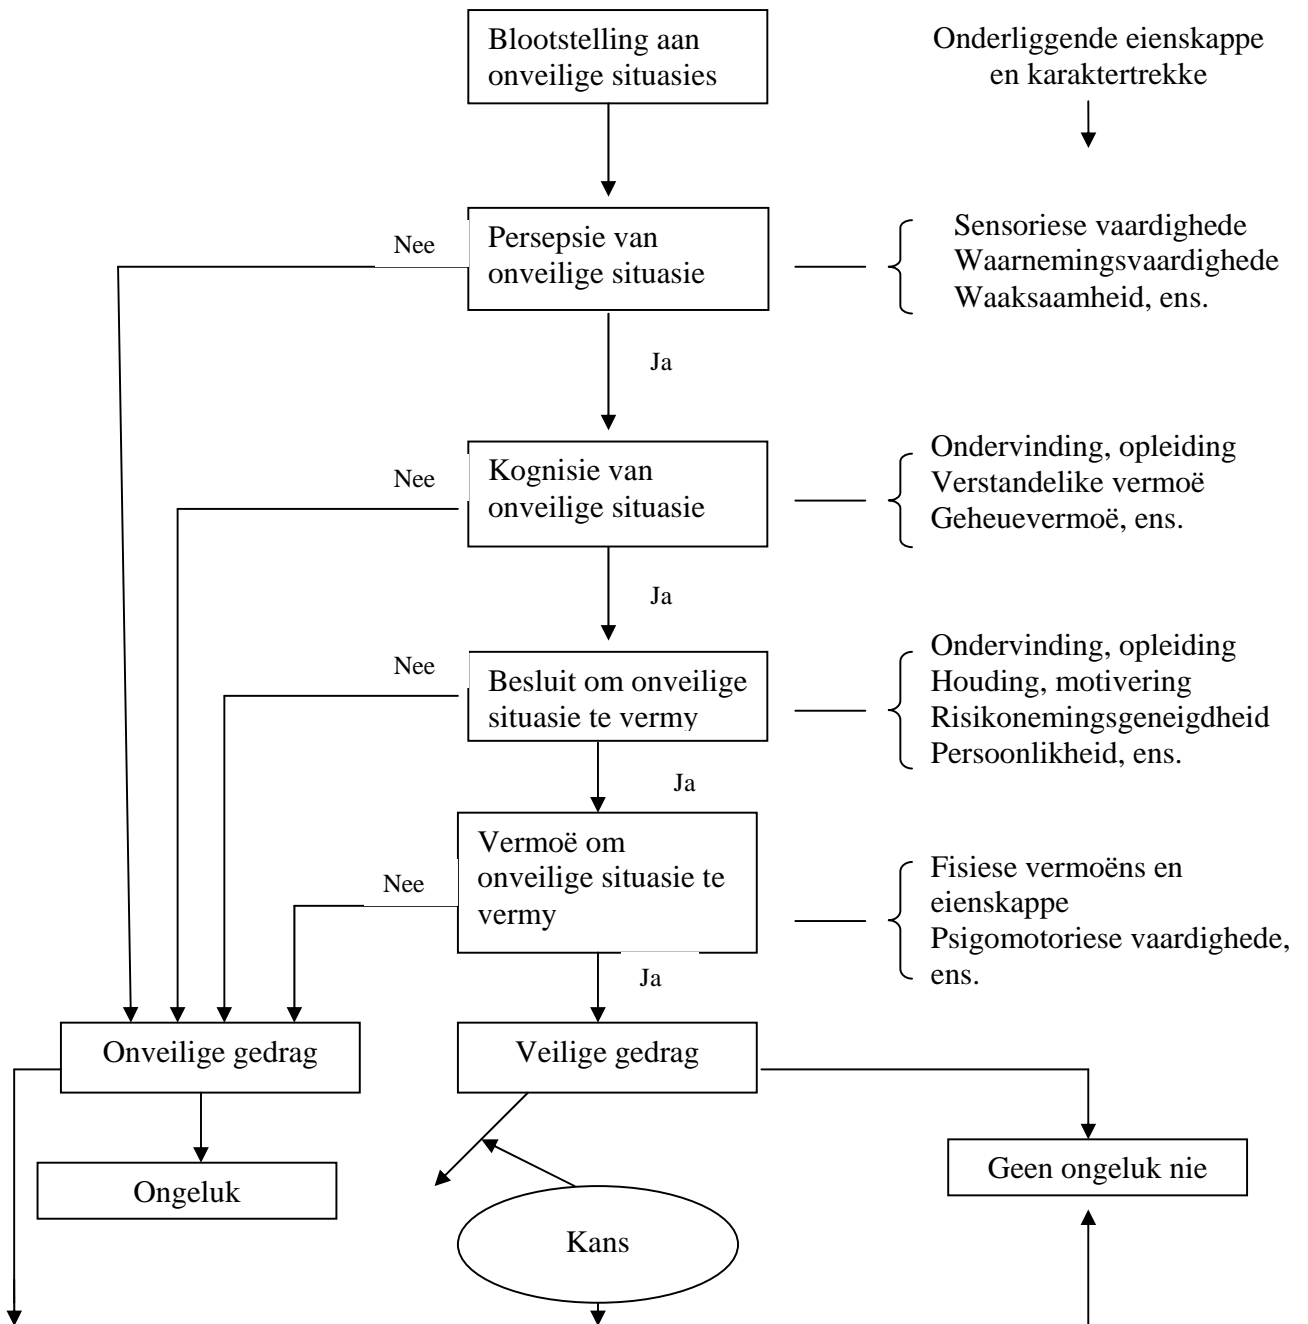 Blootstelling aan
onveilige situasies
Onderliggende eienskappe
en karaktertrekke
Nee
Persepsie van
onveilige situasie
Sensoriese vaardighede
Waarnemingsvaardighede
Waaksaamheid, ens.
Ja
Nee
Kognisie van
onveilige situasie
Ondervinding, opleiding
Verstandelike vermoë
Geheuevermoë, ens.
Ja
Nee
Besluit om onveilige
situasie te vermy
Ondervinding, opleiding
Houding, motivering
Risikonemingsgeneigdheid
Persoonlikheid, ens.
Ja
Nee
Vermoë om
onveilige situasie te
vermy
Fisiese vermoëns en
eienskappe
Psigomotoriese vaardighede,
ens.
Ja
Onveilige gedrag
Veilige gedrag
Ongeluk
Kans
Geen ongeluk nie